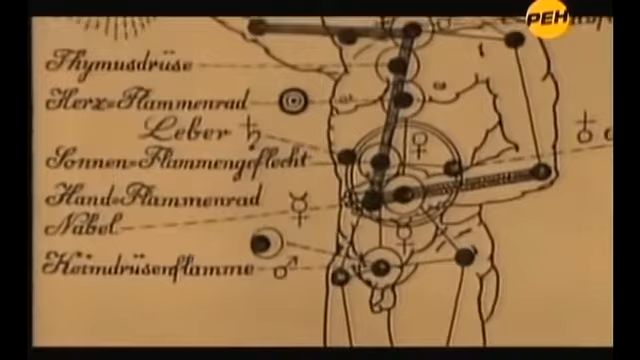 РЕН
Thymusdrüse
Herz=Flammenrad
Leber ♄
Sonnen=Flammengeflecht
Hand=Flammenrad
Nabel
Keimdrüsenflamme ♂